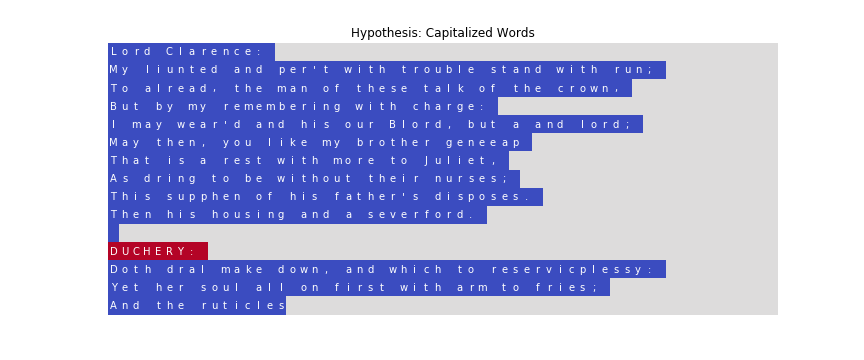 Hypothesis: Capitalized Words
Lord Clarence:
My liunted and per't with trouble stand with run;
To alread, the man of these talk of the crown,
But by my remembering with charge:
I may wear'd and his our Blord, but a and lord;
May then, you like my brother geneeap
That is a rest with more to Juliet,
As dring to be without their nurses;
This supphen of his father's disposes.
Then his housing and a severford.
DUCHERY:
Doth dral make down, and which to reservicplessy:
Yet her soul all on first with arm to fries;
And the ruticles